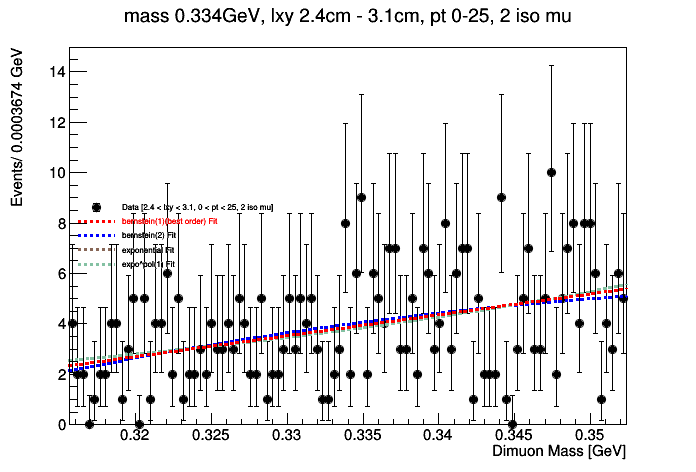 mass 0.334GeV, lxy 2.4cm - 3.1cm, pt 0-25, 2 iso mu
Events/ 0.0003674 GeV
14
12
10
8
6
4
2
0
Data [2.4 < lxy < 3.1, 0 < pt < 25, 2 iso mu]
bernstein(1)(best order) Fit
bernstein(2) Fit
exponential Fit
expo*pol(1) Fit
0.32 0.325 0.33 0.335 0.34 0.345 0.35
Dimuon Mass [GeV]